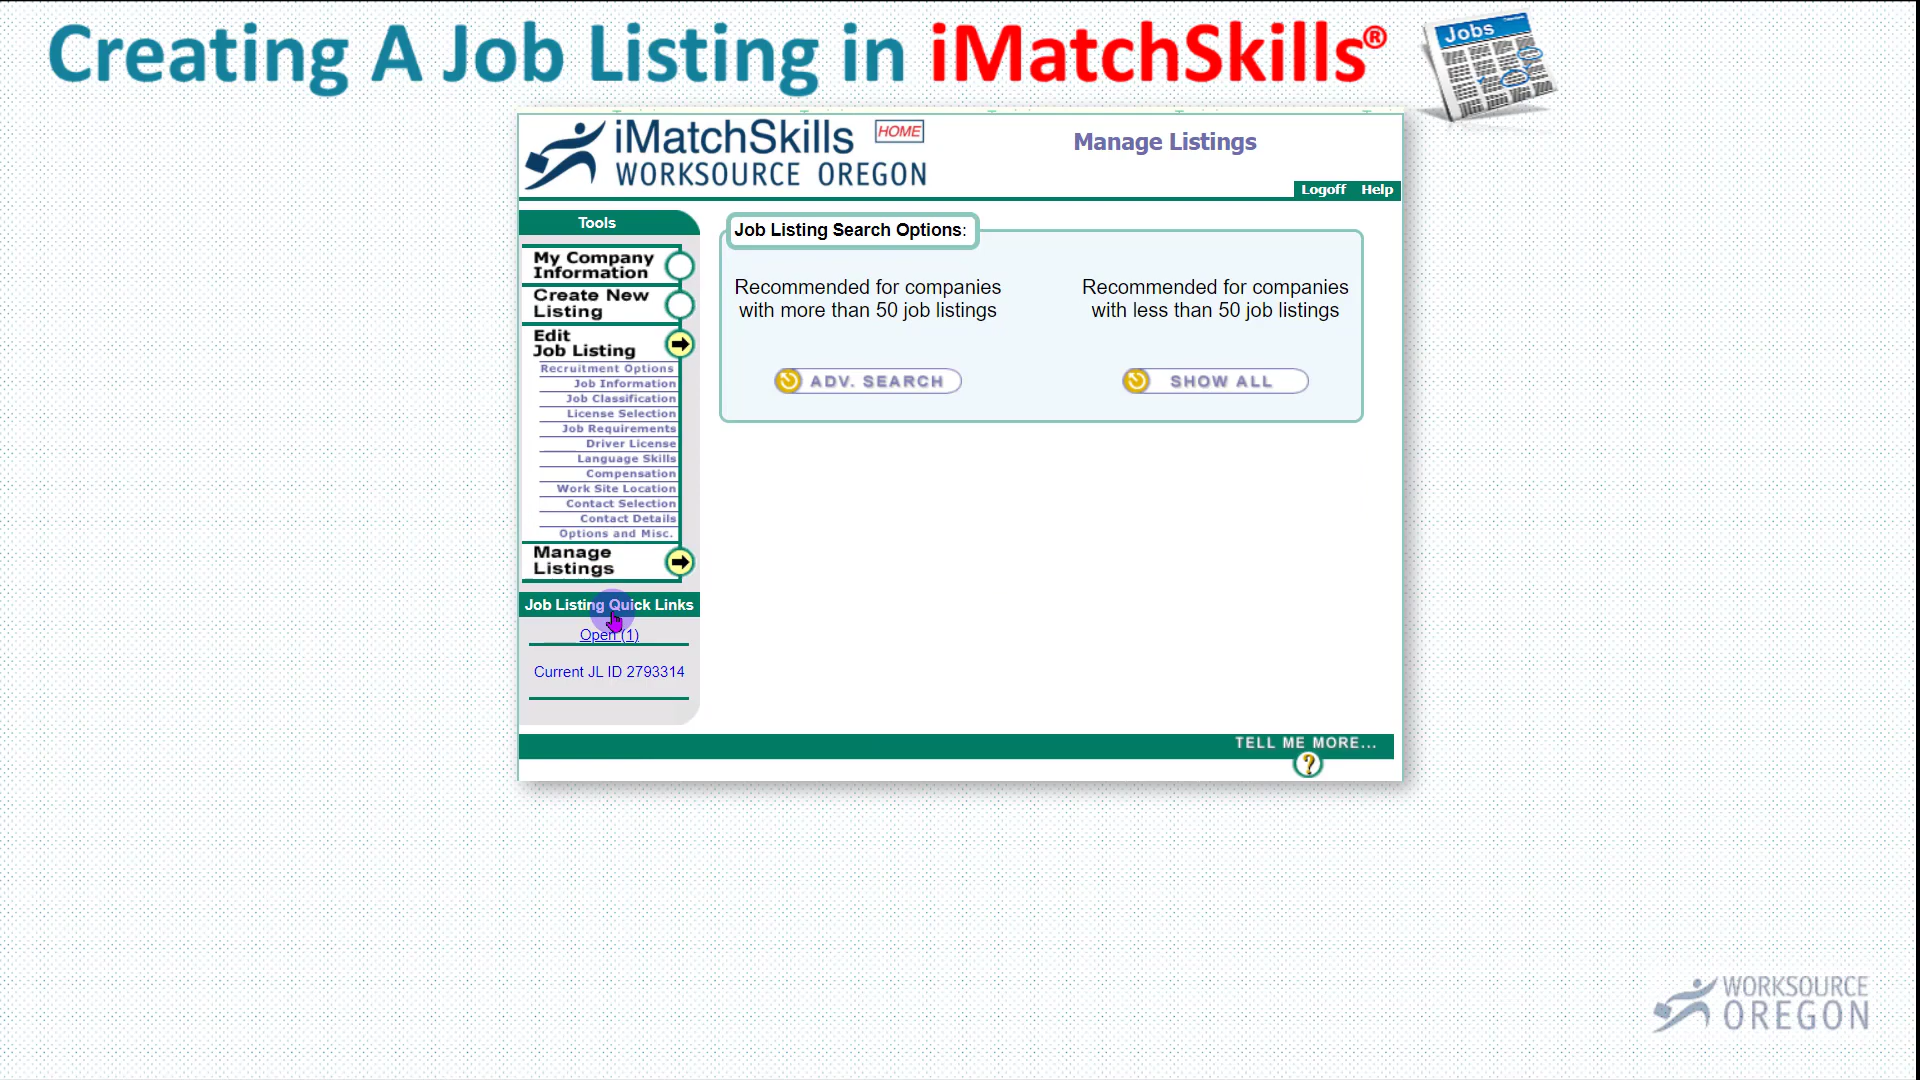 Creating A Job Listing in iMatchSkills®
Jobs
iMatchSkills
HOME
WORKSOURCE OREGON
Manage Listings
Logoff Help
Tools
My Company
Information
Create New
Listing
Edit
Job Listing
Recruitment Options
Job Information
Job Classification
License Selection
Job Requirements
Driver License
Language Skills
Compensation
Work Site Location
Contact Selection
Contact Details
Options and Misc.
Manage
Listings
Job Listing Quick Links
Open (1)
Current JL ID 2793314
Job Listing Search Options:
Recommended for companies
with more than 50 job listings
ADV. SEARCH
Recommended for companies
with less than 50 job listings
SHOW ALL
TELL ME MORE...
?
WORKSOURCE
OREGON